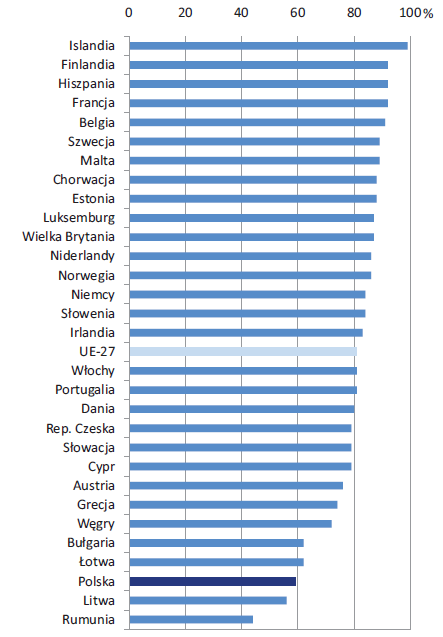 0 20 40 60 80 100 %
Islandia
Finlandia
Hiszpania
Francja
Belgia
Szwecja
Malta
Chorwacja
Estonia
Luksemburg
Wielka Brytania
Niderlandy
Norwegia
Niemcy
Słowenia
Irlandia
UE-27
Włochy
Portugalia
Dania
Rep. Czeska
Słowacja
Cypr
Austria
Grecja
Węgry
Bułgaria
Łotwa
Polska
Litwa
Rumunia